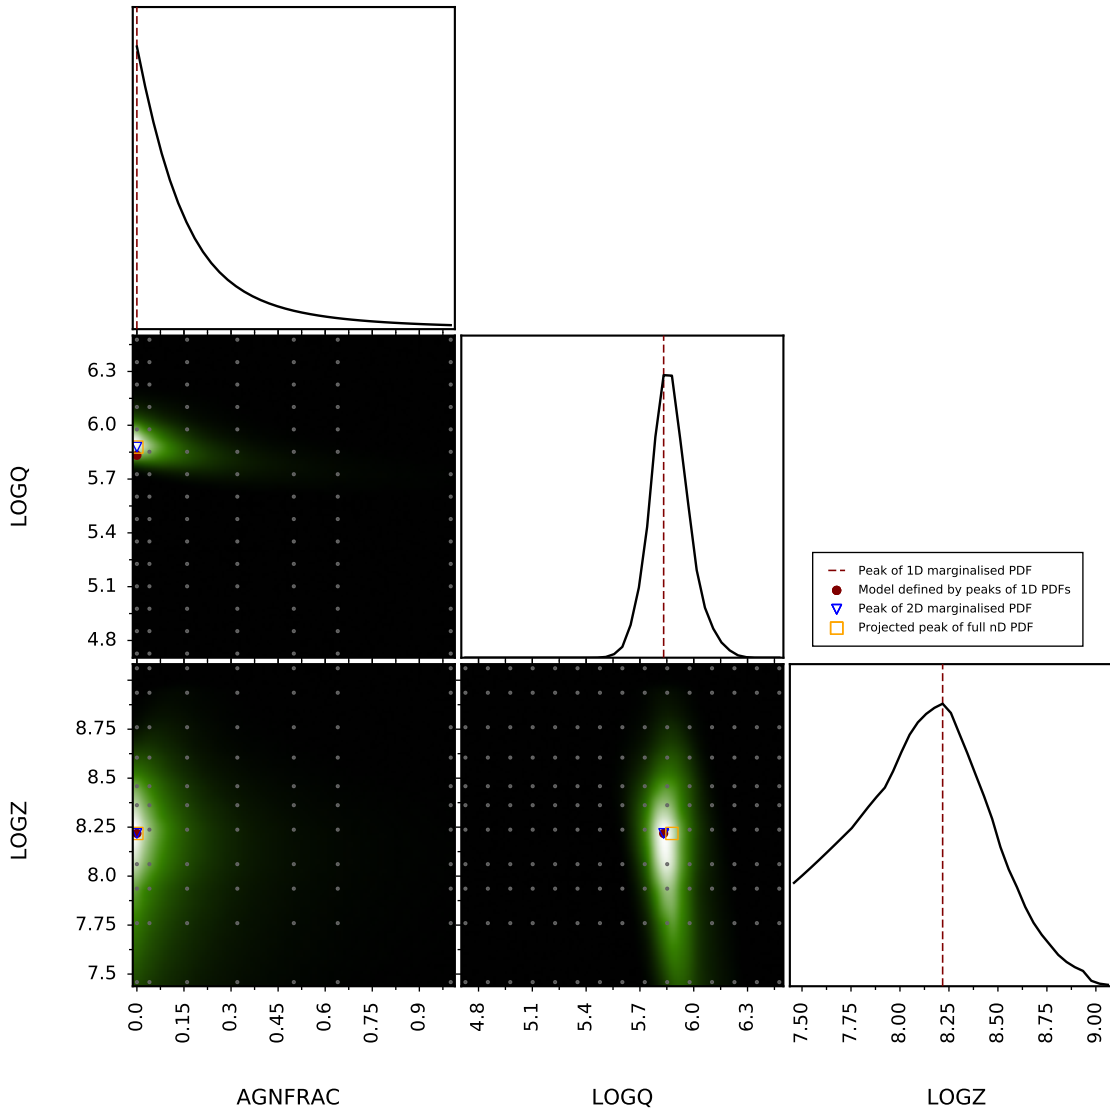 6.3
6.0
5.7
5.4
5.1
4.8
LOGQ
Peak of 1D marginalised PDF
Model defined by peaks of 1D PDFs
Peak of 2D marginalised PDF
Projected peak of full nD PDF
8.75
8.5
8.25
8.0
7.75
7.5
LOGZ
0.0 0.15 0.3 0.45 0.6 0.75 0.9
4.8 5.1 5.4 5.7 6.0 6.3
7.50 7.75 8.00 8.25 8.50 8.75 9.00
AGNFRAC
LOGQ
LOGZ